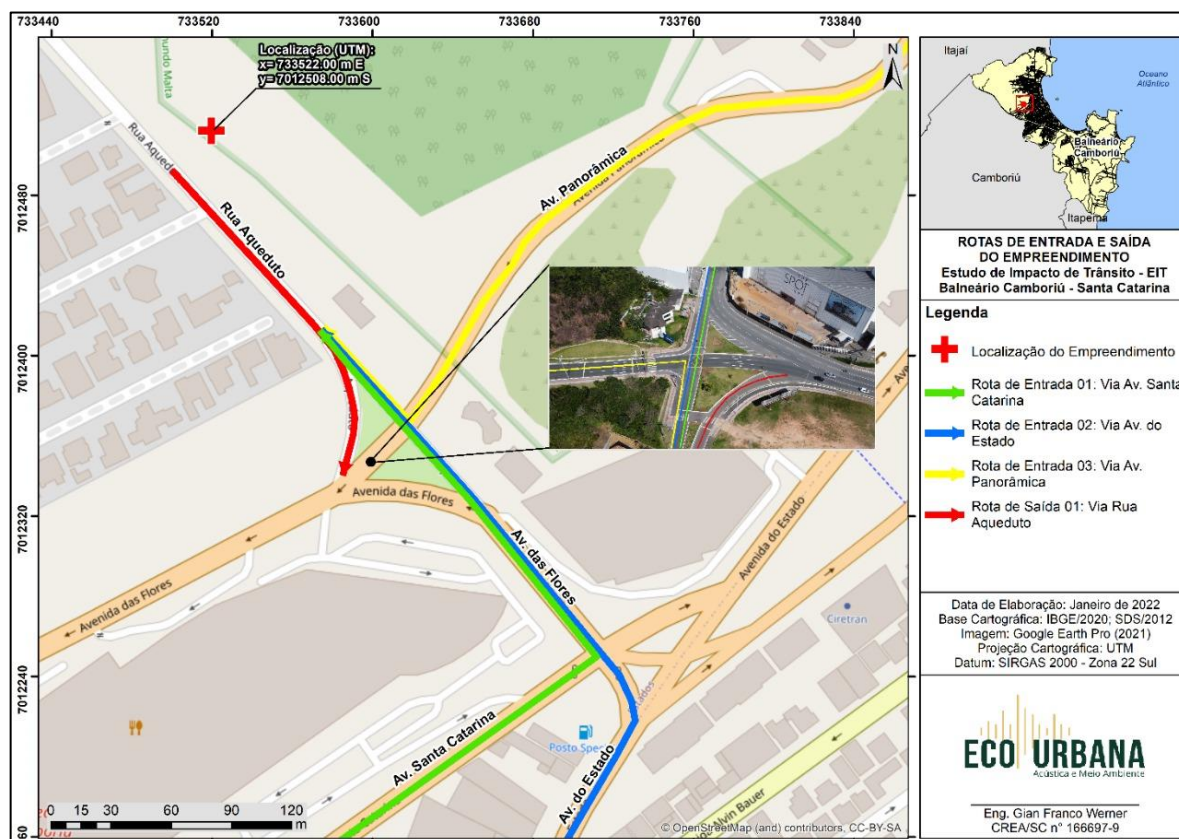 733440
733520
733600
733680
733760
733840
Localização (UTM):
x= 733522.00 m E
y= 7012508.00 m S
N
Rua Aqueduto
Av. Panorâmica
7012480
7012400
7012320
7012240
SPOT
Avenida das Flores
Avenida das Flores
Av. das Flores
Avenida do Estado
Ciretran
Posto
Av. Santa Catarina
Av. do Estado
Alvin Bauer
0 15 30 60 90 120
m
© OpenStreetMap (and) contributors, CC-BY-SA
Itajaí
Oceano
Atlântico
Balneário
Camboriú
Camboriú
Itapema
ROTAS DE ENTRADA E SAÍDA
DO EMPREENDIMENTO
Estudo de Impacto de Trânsito - EIT
Balneário Camboriú - Santa Catarina
Legenda
Localização do Empreendimento
Rota de Entrada 01: Via Av. Santa
Catarina
Rota de Entrada 02: Via Av. do
Estado
Rota de Entrada 03: Via Av.
Panorâmica
Rota de Saída 01: Via Rua
Aqueduto
Data de Elaboração: Janeiro de 2022
Base Cartográfica: IBGE/2020; SDS/2012
Imagem: Google Earth Pro (2021)
Projeção Cartográfica: UTM
Datum: SIRGAS 2000 - Zona 22 Sul
ECO URBANA
Acústica e Meio Ambiente
Eng. Gian Franco Werner
CREA/SC n° 166697-9